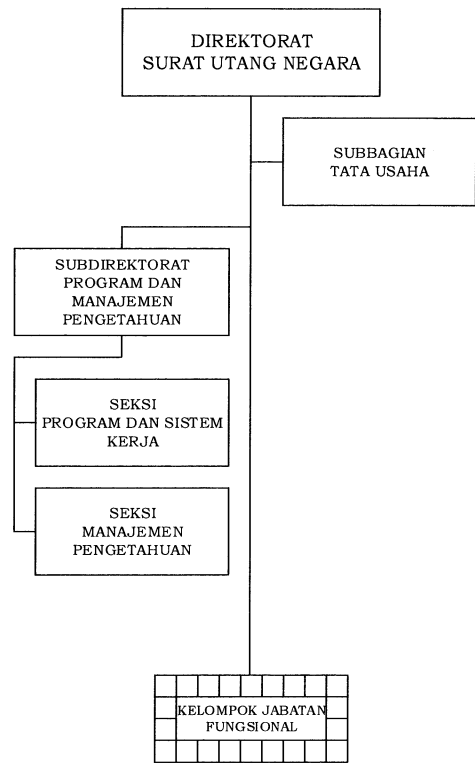 DIREKTORAT
SURAT UTANG NEGARA
SUBBAGIAN
TATA USAHA
SUBDIREKTORAT
PROGRAM DAN
MANAJEMEN
PENGETAHUAN
SEKSI
PROGRAM DAN SISTEM
KERJA
SEKSI
MANAJEMEN
PENGETAHUAN
KELOMPOK JABATAN
FUNGSIONAL